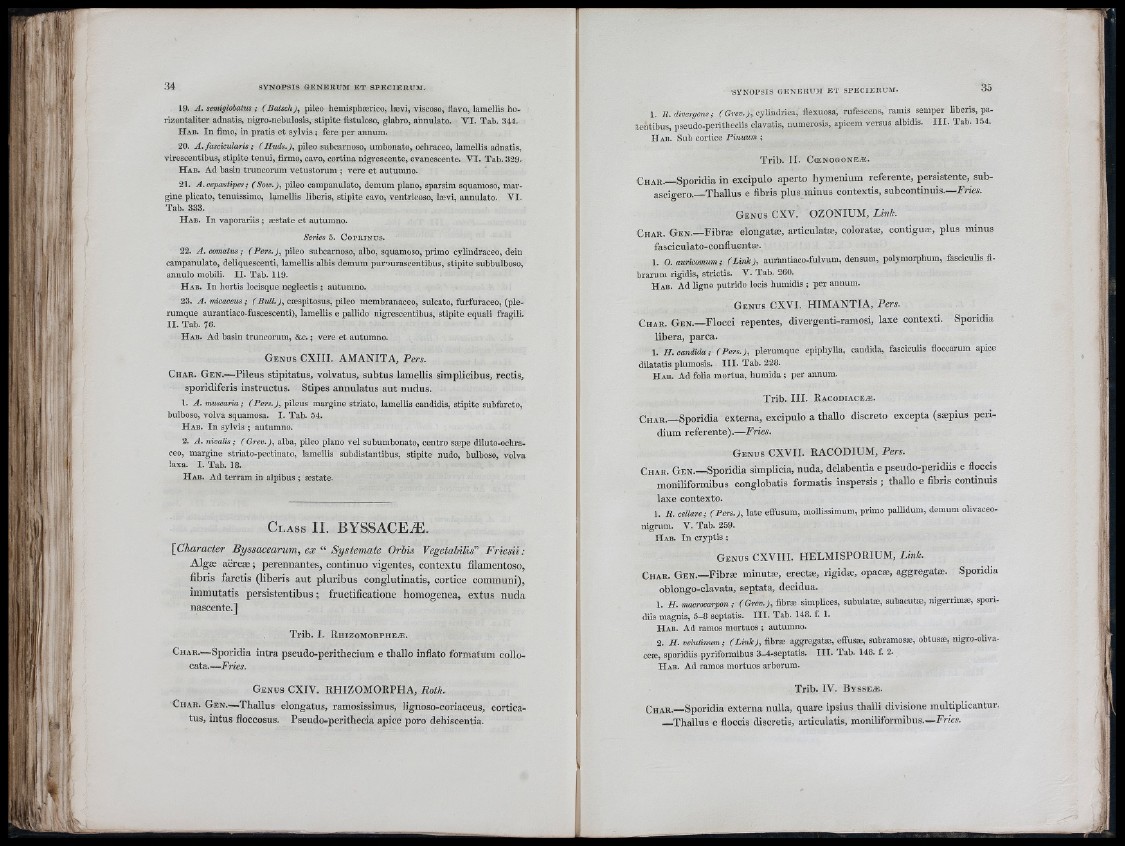 34 SYNOPSIS GENERUM ET SPECIERUM.
19. A. semiglobatus ; (Batsch), pileo hemisphærico, lævi, viscoso, flavo, lamellis ho-
rizontaliter adnatis, nigro-nebulosis, stipite fistuloso, glabro, annulato. VI. Tab. 344.
HAB. In fimo, in pratis et sylvis ; fere per annum.
20. A. fascicularis ; (Huds.), pileo subcarnoso, umbonato, ochraceo, lamellis adnatis,
virescentibus, stipite tenui, firmo, cavo, cortina nigrescente, evanescente. VI. Tab. 329.
HAB. Ad basin truncorum vetustorum ; vere et autumno.
21. A. cepæstipes ; (Sow.), pileo campanulato, demum plano, sparsim squamoso, mar-
gine plicato, tenuissimo, lamellis liberis, stipite cavo, ventricoso, lævi, annulato. VI.
Tab. 333.
HAB. In vaporariis ; æstate et autumno.
Series 5. COPRINUS.
22. A. comatus ; (Pers.), pileo subcarnoso, albo, squamoso, primo cylindraceo, dein
campanulato, deliquescenti, lamellis albis demum purpurascentibus, stipite subbulboso,
annulo mobili. II. Tab. 119.
HAB. In hortis locisque neglectis ; autumno.
23. A. micaceus ; (Bull.), cæspitosus, pileo membranaceo, sulcato, furfuraceo, (ple-
rumque aurantiaco-fuscescenti), lamellis e pallido nigrescentibus, stipite equali fragili.
II. Tab. 76.
HAB. Ad basin truncorum, &c. ; vere et autumno.
GENUS CXIII. AMANITA, Pers.
CHAR. GEN.—Pileus stipitatus, volvatus, subtus lamellis simplicibus, rectis,
sporidiferis instructus. Stipes annulatus aut nudus.
1. A. muscaria ; (Pers.), pileus margine striato, lamellis candidis, stipite subfarcto,
bulboso, volva squamosa. I. Tab. 54.
HAB. In sylvis ; autumno.
2. A. nivalis ; (Grev.), alba, pileo plano vel subumbonato, centro sæpe diluto-ochra-
ceo, margine striato-pectinato, lamellis subdistantibus, stipite nudo, bulboso, volva
laxa. I. Tab. 18.
HAB. Ad terram in alpibus ; æstate.
CLASS II. BYSSACEÆ.
[Character Byssacearum, ex “ Systemate Orbis Vegetabilis” Friesii :
Algæ aëreæ ; perennantes, continuo vigentes, contextu filamentoso,
fibris farctis (liberis aut pluribus conglutinatis, cortice communi),
immutatis persistentibus ; fructificatione homogenea, extus nuda
nascente.]
Trib. I. RHIZOMORPHEÆ.
CHAR.—Sporidia intra pseudo-perithecium e thallo inflato formatum collo-
cata.—Fries.
GENUS CXIV. RHIZOMORPHA, Roth.
CHAR. GEN.—Thallus elongatus, ramosissimus, lignoso-coriaceus, cortica-
tus, intus floccosus. Pseudo-perithecia apice poro dehiscentia.
SYNOPSIS GENERUM ET SPECIERUM. 35
1. R. divergens ; (Grev.), cylindrica, flexuosa, rufescens, ramis semper liberis, pa-
tentibus, pseudo-peritheciis clavatis, numerosis, apicem versus albidis. III. Tab. 154.
HAB. Sub cortice Pinuum ;
Trib. II. CŒNOGONEÆ.
CHAR.—Sporidia in excipulo aperto hymenium referente, persistente, sub-
ascigero.—Thallus e fibris plus minus contextis, subcontinuis.—Fries.
GENUS CXV. OZONIUM, Link.
CHAR. GEN.—Fibræ elongatæ, articulatæ, coloratæ, contiguæ, plus minus
fasciculato-confluentæ.
1. O. auricomum ; (Link), aurantiaco-fulvum, densum, polymorphum, fasciculis fi-
brarum rigidis, strictis. V. Tab. 260.
HAB. Ad ligno putrido locis humidis ; per annum.
GENUS CXVI. HIMANTIA, Pers.
CHAR. GEN.—Flocci repentes, divergenti-ramosi, laxe contexti. Sporidia
libera, parca.
1. H. candida ; (Pers.), plerumque epiphylla, candida, fasciculis floccarum apice
dilatatis plumosis. III. Tab. 228.
HAB. Ad folia mortua, humida ; per annum.
Trib. III. RACODIACEÆ.
CHAR.—Sporidia externa, excipulo a thallo discreto excepta (sæpius peri-
dium referente).—Fries.
GENUS CXVII. RACODIUM, Pers.
CHAR. GEN.—Sporidia simplicia, nuda, delabentia e pseudo-peridiis e floccis
moniliformibus conglobatis formatis inspersis ; thallo e fibris continuis
laxe contexto.
1. R. cellare ; (Pers.), late effusum, mollissimum, primo pallidum, demum olivaceo-
nigrum. V. Tab. 259.
HAB. In cryptis ;
GENUS CXVIII. HELMISPORIUM, Link.
CHAR. GEN.—Fibræ minutæ, erectæ, rigidæ, opacæ, aggregatæ. Sporidia
oblongo-clavata, septata, decidua.
1. H. macrocarpon ; (Grev.), fibræ simplices, subulatæ, subacutæ, nigerrimæ, spori-
diis magnis, 5–8 septatis. III. Tab. 148. f. 1.
HAB. Ad ramos mortuos ; autumno.
2. H. velutinum ; (Link), fibræ aggregatæ, effusæ, subramosæ, obtusæ, nigro-oliva-
ceæ, sporidiis pyriformibus 3–4-septatis. III. Tab. 148. f. 2.
HAB. Ad ramos mortuos arborum.
Trib. IV. BYSSEÆ.
CHAR.—Sporidia externa nulla, quare ipsius thalli divisione multiplicantur.
—Thallus e floccis discretis, articulatis, moniliformibus.—Fries.